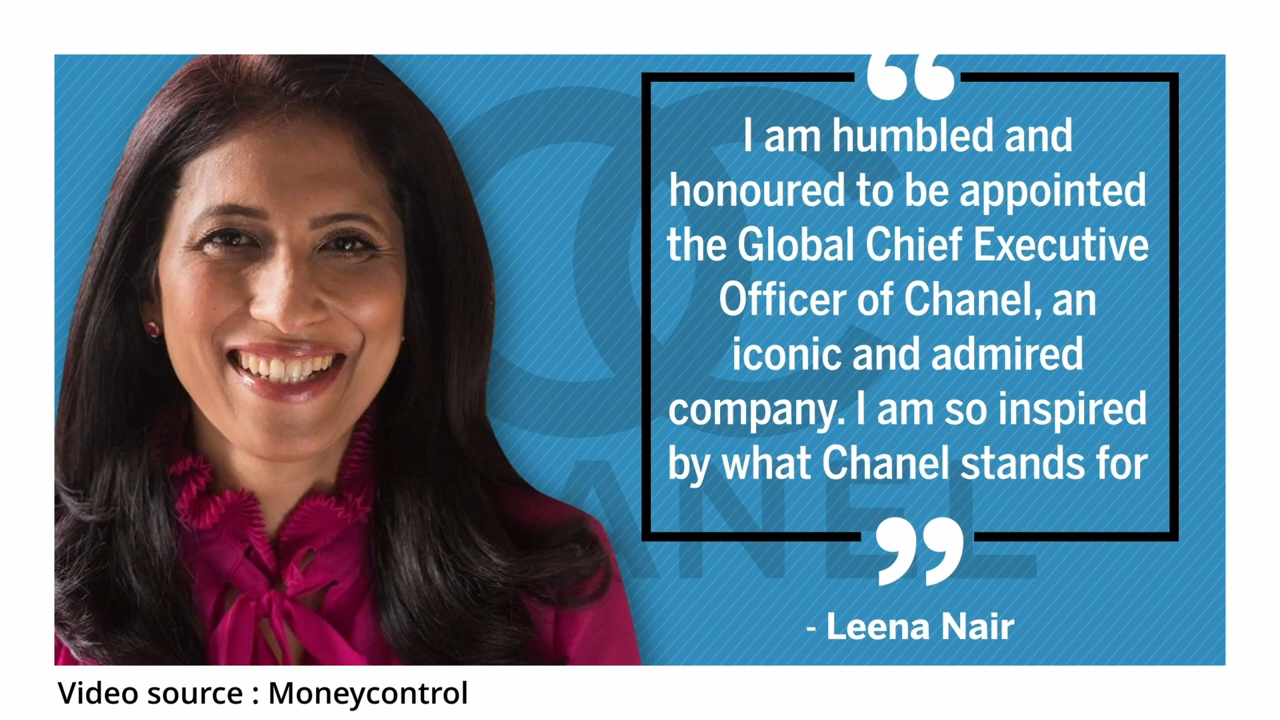 “
I am humbled and
honoured to be appointed
the Global Chief Executive
Officer of Chanel, an
iconic and admired
company. I am so inspired
by what Chanel stands for
”
- Leena Nair
ANEL
Video source : Moneycontrol